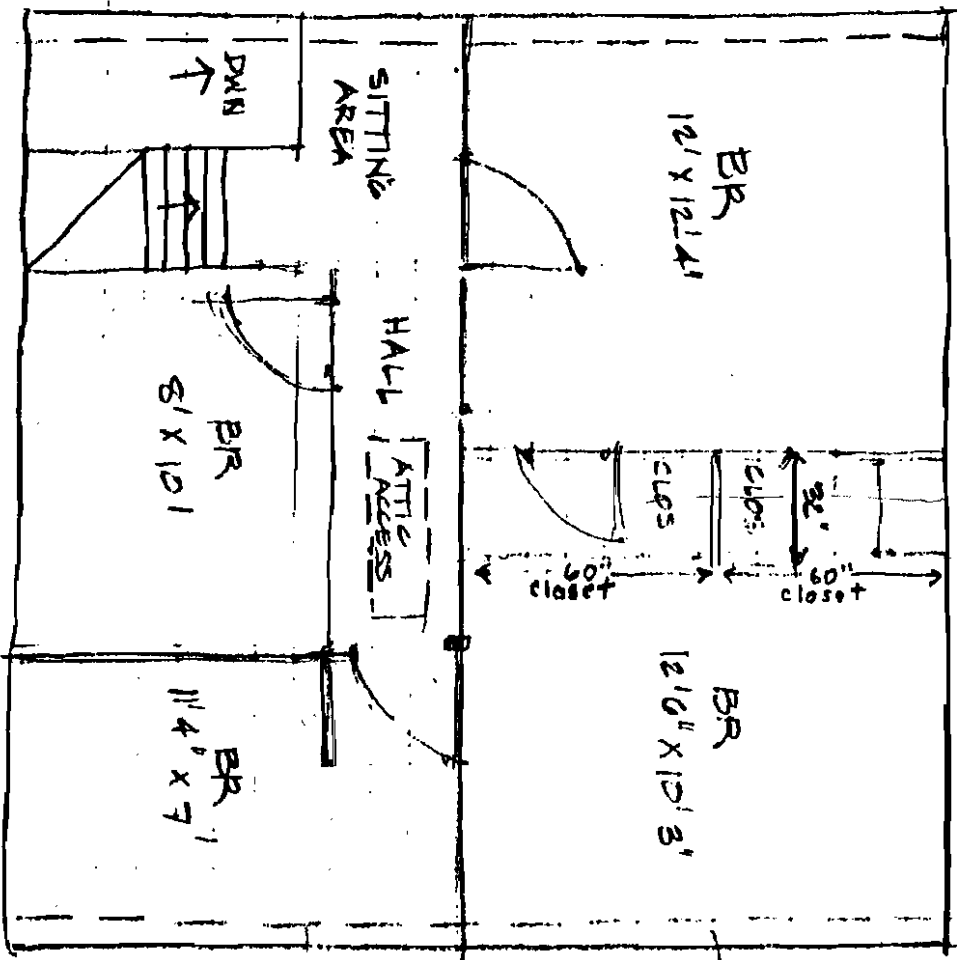 DWN
SITTING
AREA
BR
12' X 12'4"
HALL
ATTIC
ACCESS
BR
8' X 10'
CLOS
CLOS
32"
60"
closet
60"
closet
BR
12'6" X 10'3"
BR
11'4" X 7'